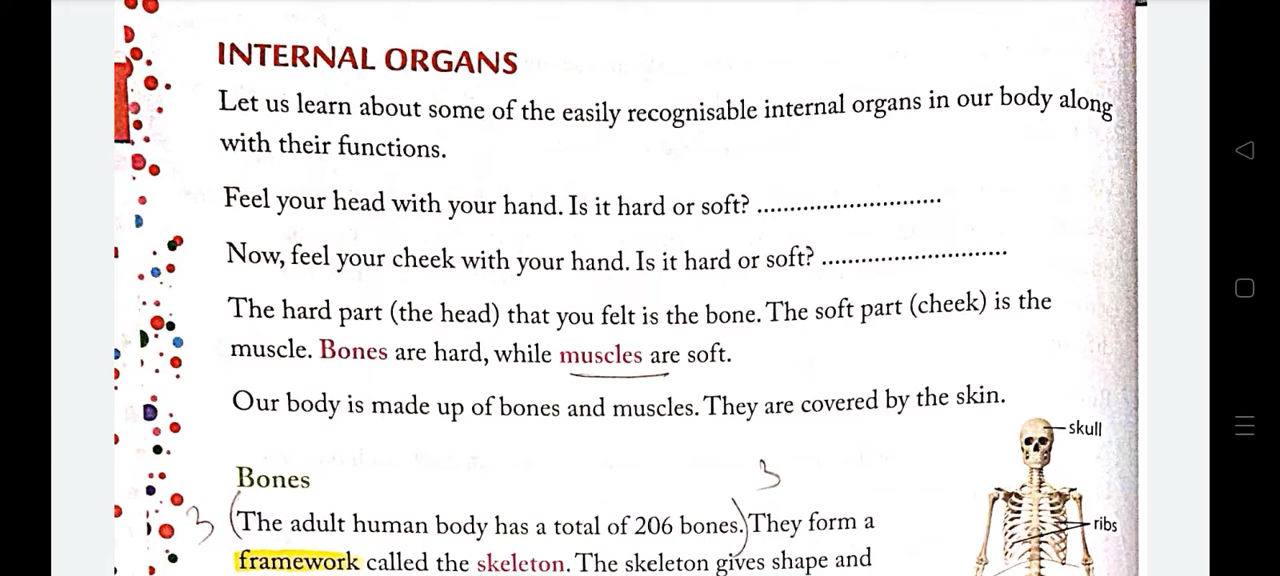 INTERNAL ORGANS
Let us learn about some of the easily recognisable internal organs in our body along
with their functions.
Feel your head with your hand. Is it hard or soft? ............................
Now, feel your cheek with your hand. Is it hard or soft? ............................
The hard part (the head) that you felt is the bone. The soft part (cheek) is the
muscle. Bones are hard, while muscles are soft.
Our body is made up of bones and muscles. They are covered by the skin.
skull
Bones
3
3 (The adult human body has a total of 206 bones.) They form a
ribs
framework called the skeleton. The skeleton gives shape and